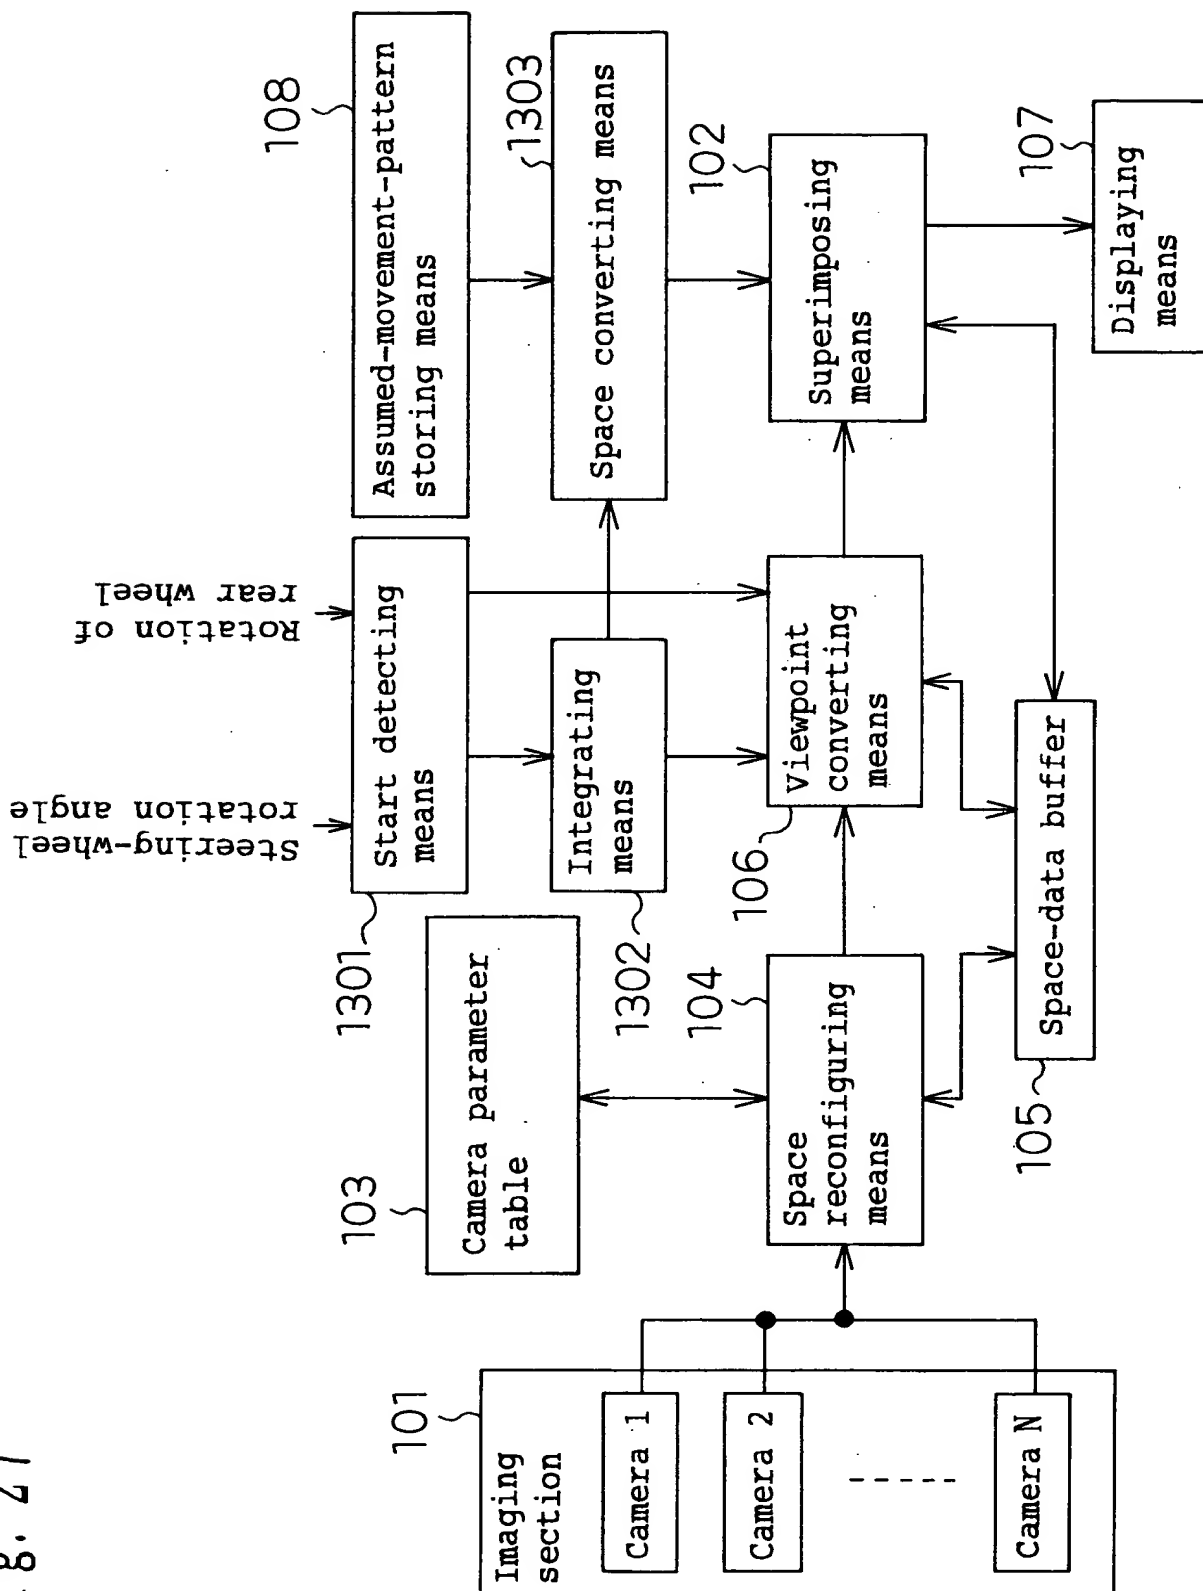 g.
Steering-wheel
rotation angle
Rotation of
rear wheel
108
1301
Start detecting
means
Assumed-movement-pattern
storing means
103
Camera parameter
table
1303
101
Imaging
section
1302
Integrating
means
Space converting means
Camera 1
104
106
102
Camera 2
Space
reconfiguring
means
Viewpoint
converting
means
Superimposing
means
Camera N
105
Space-data buffer
107
Displaying
means